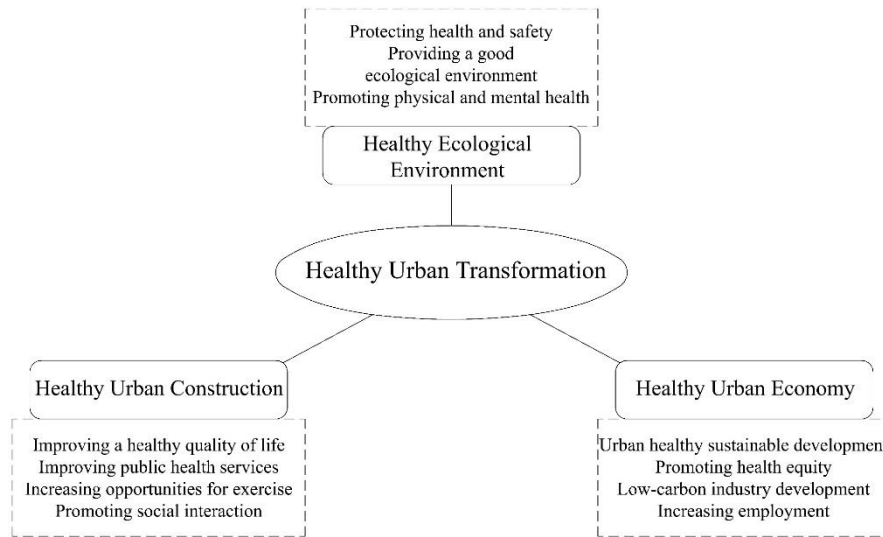 Protecting health and safety
Providing a good
ecological environment
Promoting physical and mental health
Healthy Ecological
Environment
Healthy Urban Transformation
Healthy Urban Construction
Improving a healthy quality of life
Improving public health services
Increasing opportunities for exercise
Promoting social interaction
Healthy Urban Economy
Urban healthy sustainable developmen
Promoting health equity
Low-carbon industry development
Increasing employment